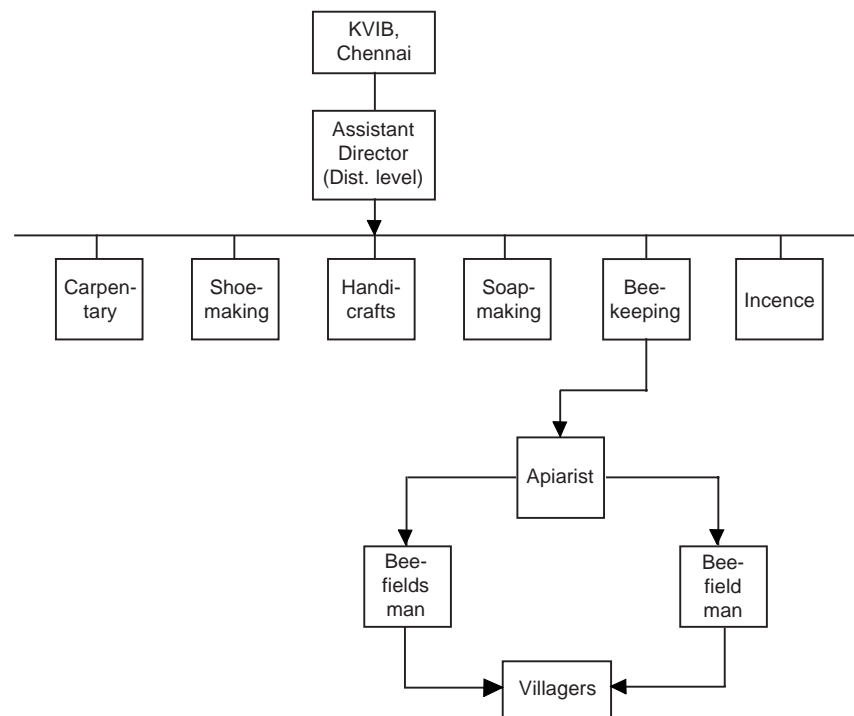 KVIB,
Chennai
Assistant
Director
(Dist. level)
Carpen-
tary
Shoe-
making
Handi-
crafts
Soap-
making
Bee-
keeping
Incence
Apiarist
Bee-
fields
man
Bee-
field
man
Villagers